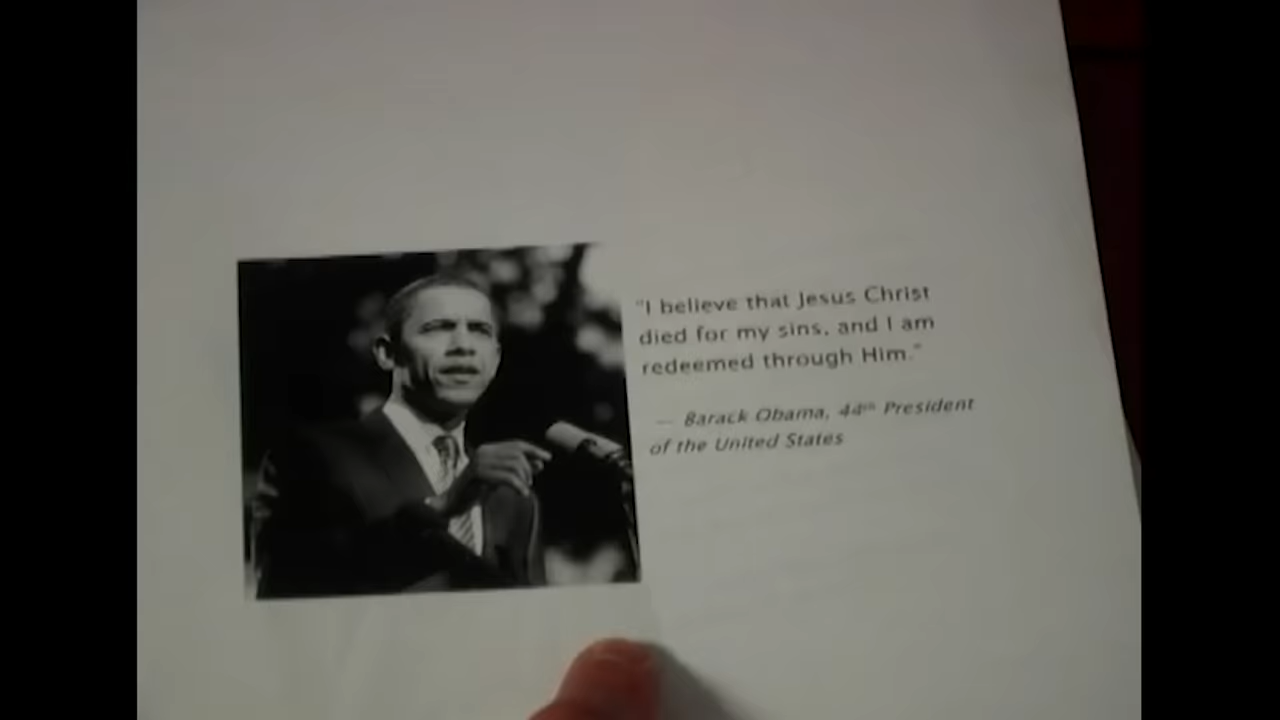 "I believe that Jesus Christ
died for my sins, and I am
redeemed through Him."
— Barack Obama, 44th President
of the United States